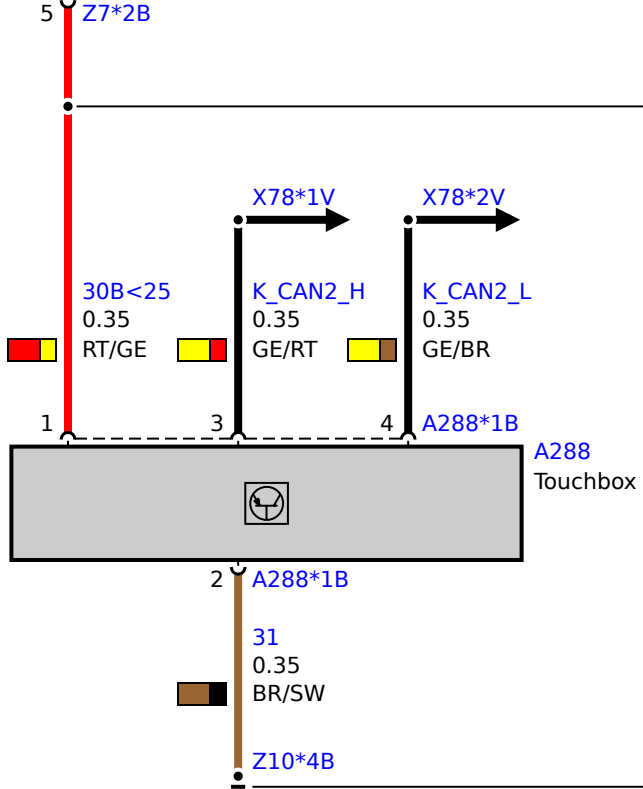 5 Z7*2B
X78*1V X78*2V
30B<25 K_CAN2_H K_CAN2_L
0.35 0.35 0.35
RT/GE GE/RT GE/BR
1 3 4 A288*1B
A288
Touchbox
2 A288*1B
31
0.35
BR/SW
Z10*4B